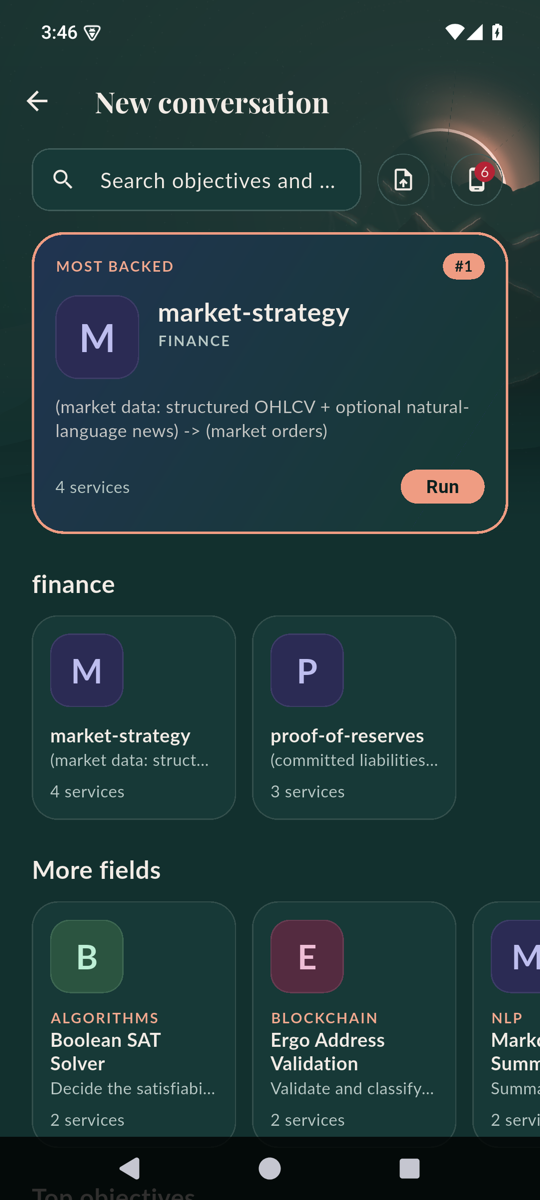 3:46
New conversation
Search objectives and ...
6
MOST BACKED
#1
M
market-strategy
FINANCE
(market data: structured OHLCV + optional natural-
language news) -> (market orders)
4 services
Run
finance
M
market-strategy
(market data: struct...
4 services
P
proof-of-reserves
(committed liabilities...
3 services
More fields
B
ALGORITHMS
Boolean SAT
Solver
Decide the satisfiabi...
2 services
E
BLOCKCHAIN
Ergo Address
Validation
Validate and classify...
2 services
M
NLP
Top objectives